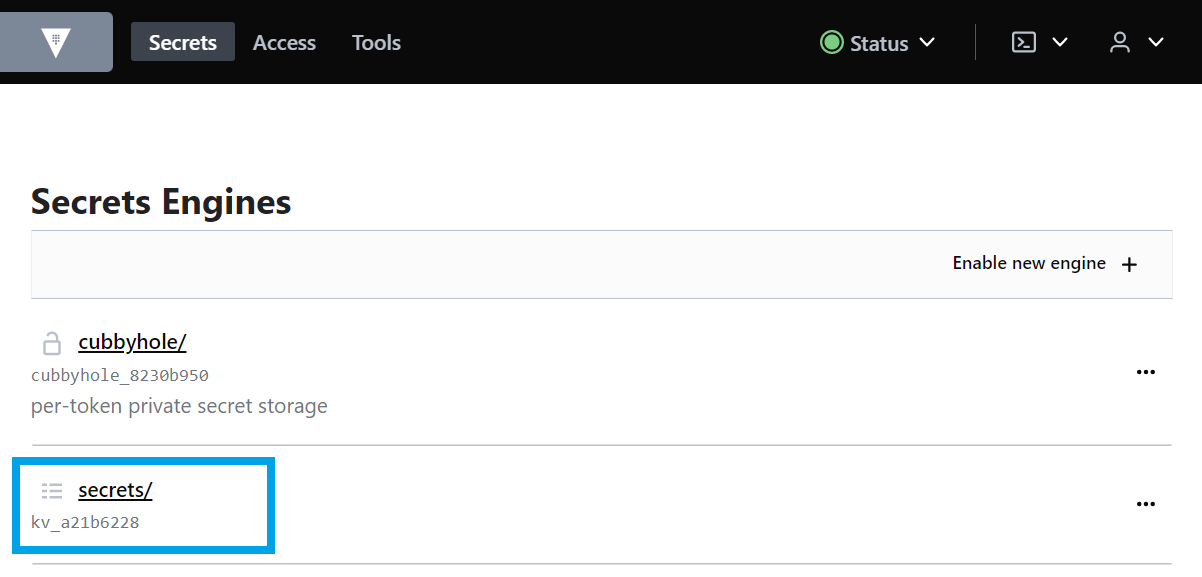 Secrets Access Tools Status
Secrets Engines
Enable new engine
cubbyhole/
cubbyhole_8230b950
per-token private secret storage
secrets/
kv_a21b6228